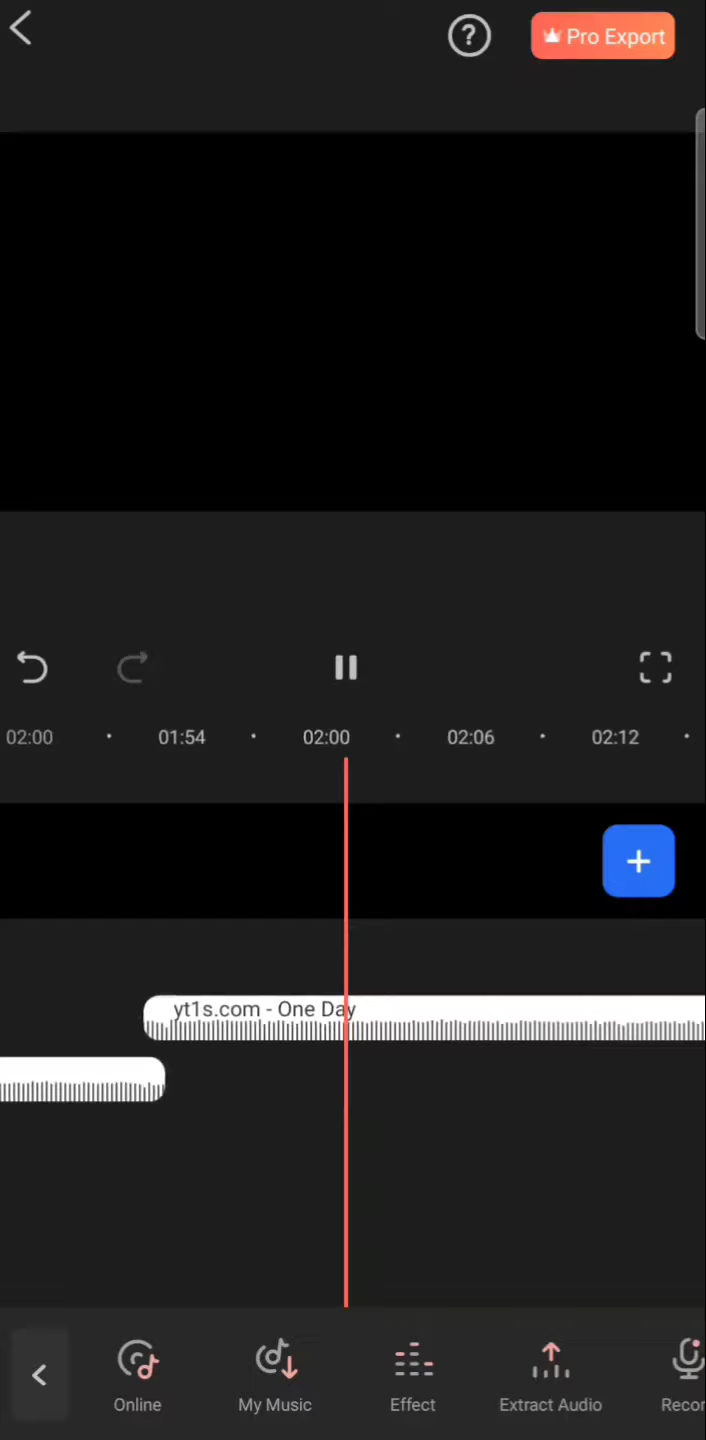 ?
Pro Export
02:00 01:54 02:00 02:06 02:12
yt1s.com - One Day
Online My Music Effect Extract Audio Recor